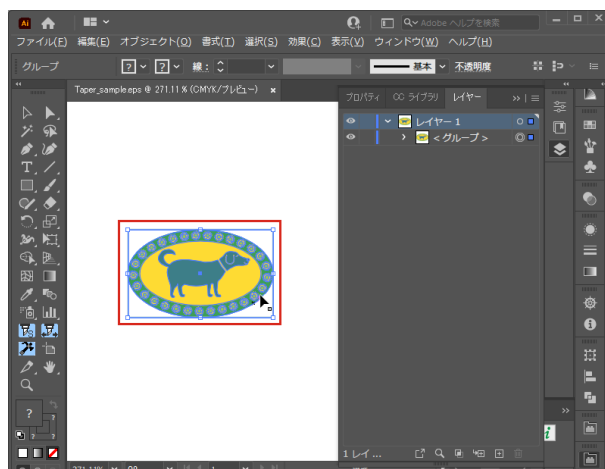 Ai
Adobe ヘルプを検索
ファイル(F) 編集(E) オブジェクト(O) 書式(T) 選択(S) 効果(C) 表示(V) ウィンドウ(W) ヘルプ(H)
グループ ? ? 線 : 基本 不透明度
Taper_sample.eps @ 271.11 % (CMYK/プレビュー) ×
プロパティ CC ライブラリ レイヤー
レイヤー 1
<グループ>
?
? ?
i
1 レイ ...